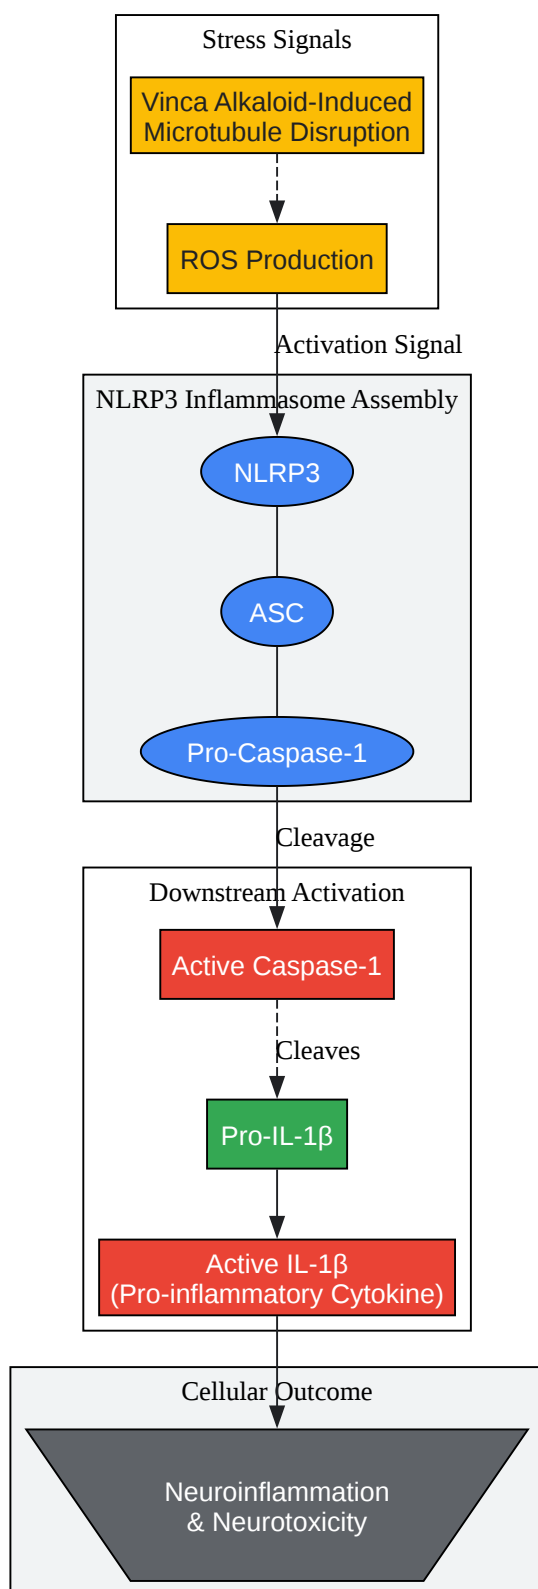 Stress Signals
Vinca Alkaloid-Induced
Microtubule Disruption
ROS Production
Activation Signal
NLRP3 Inflammasome Assembly
NLRP3
ASC
Pro-Caspase-1
Cleavage
Downstream Activation
Active Caspase-1
Cleaves
Pro-IL-1β
Active IL-1β
(Pro-inflammatory Cytokine)
Cellular Outcome
Neuroinflammation
& Neurotoxicity